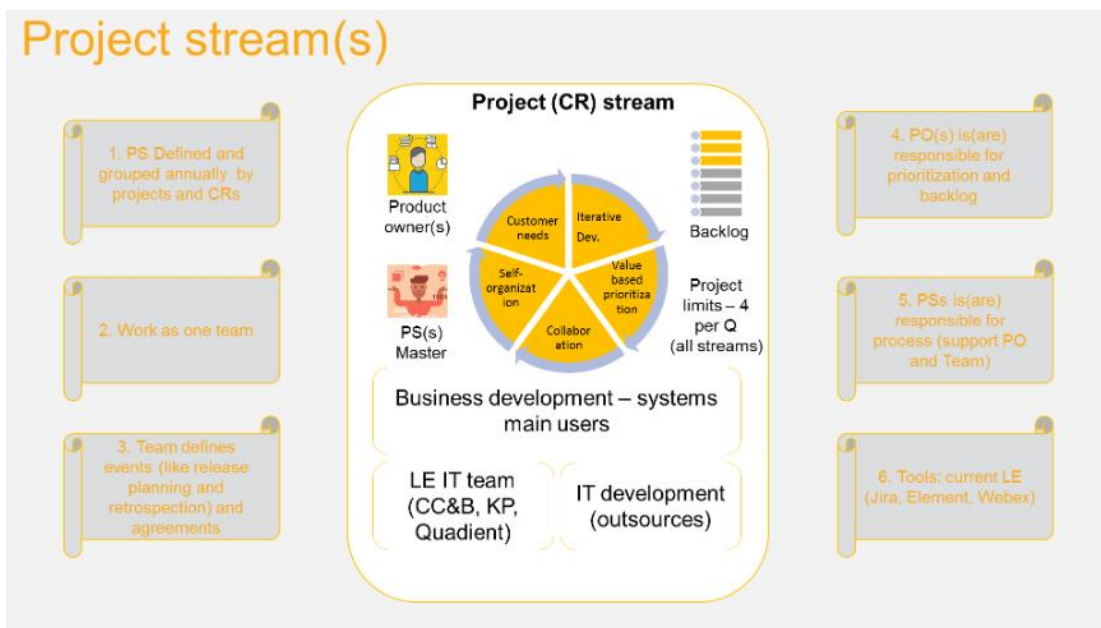 Project stream(s)
1. PS Defined and
grouped annually by
projects and CRs
2. Work as one team
3. Team defines
events (like release
planning and
retrospection) and
agreements
Project (CR) stream
Product
owner(s)
PS(s)
Master
Customer
needs
Iterative
Dev.
Value
based
prioritiza
tion
Collabor
ation
Self-
organizat
ion
Backlog
Project
limits – 4
per Q
(all streams)
Business development – systems
main users
LE IT team
(CC&B, KP,
Quadient)
IT development
(outsources)
4. PO(s) is(are)
responsible for
prioritization and
backlog
5. PSs is(are)
responsible for
process (support PO
and Team)
6. Tools: current LE
(Jira, Element, Webex)